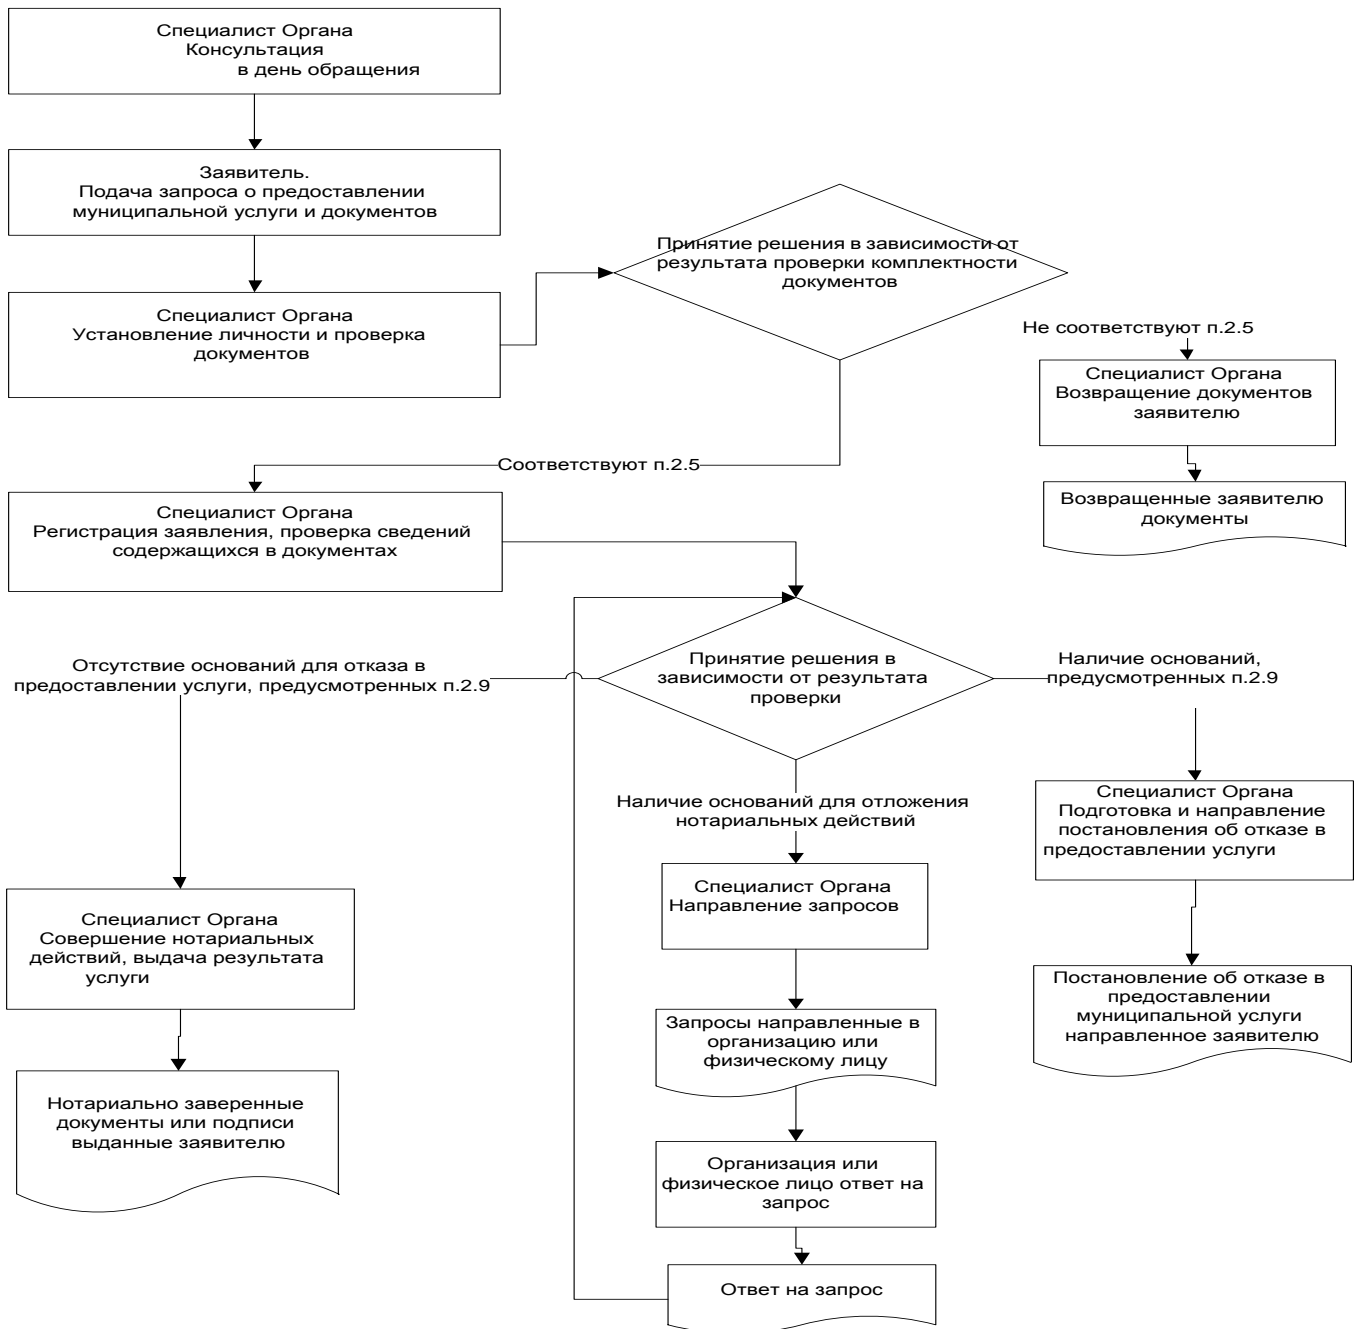 Специалист Органа
Консультация
в день обращения
Заявитель.
Подача запроса о предоставлении
муниципальной услуги и документов
Специалист Органа
Установление личности и проверка
документов
Принятие решения в зависимости от
результата проверки комплектности
документов
Не соответствуют п.2.5
Специалист Органа
Возвращение документов
заявителю
Возвращенные заявителю
документы
Соответствуют п.2.5
Специалист Органа
Регистрация заявления, проверка сведений
содержащихся в документах
Принятие решения в
зависимости от результата
проверки
Отсутствие оснований для отказа в
предоставлении услуги, предусмотренных п.2.9
Наличие оснований,
предусмотренных п.2.9
Наличие оснований для отложения
нотариальных действий
Специалист Органа
Подготовка и направление
постановления об отказе в
предоставлении услуги
Специалист Органа
Направление запросов
Специалист Органа
Совершение нотариальных
действий, выдача результата
услуги
Постановление об отказе в
предоставлении
муниципальной услуги
направленное заявителю
Запросы направленные в
организацию или
физическому лицу
Нотариально заверенные
документы или подписи
выданные заявителю
Организация или
физическое лицо ответ на
запрос
Ответ на запрос